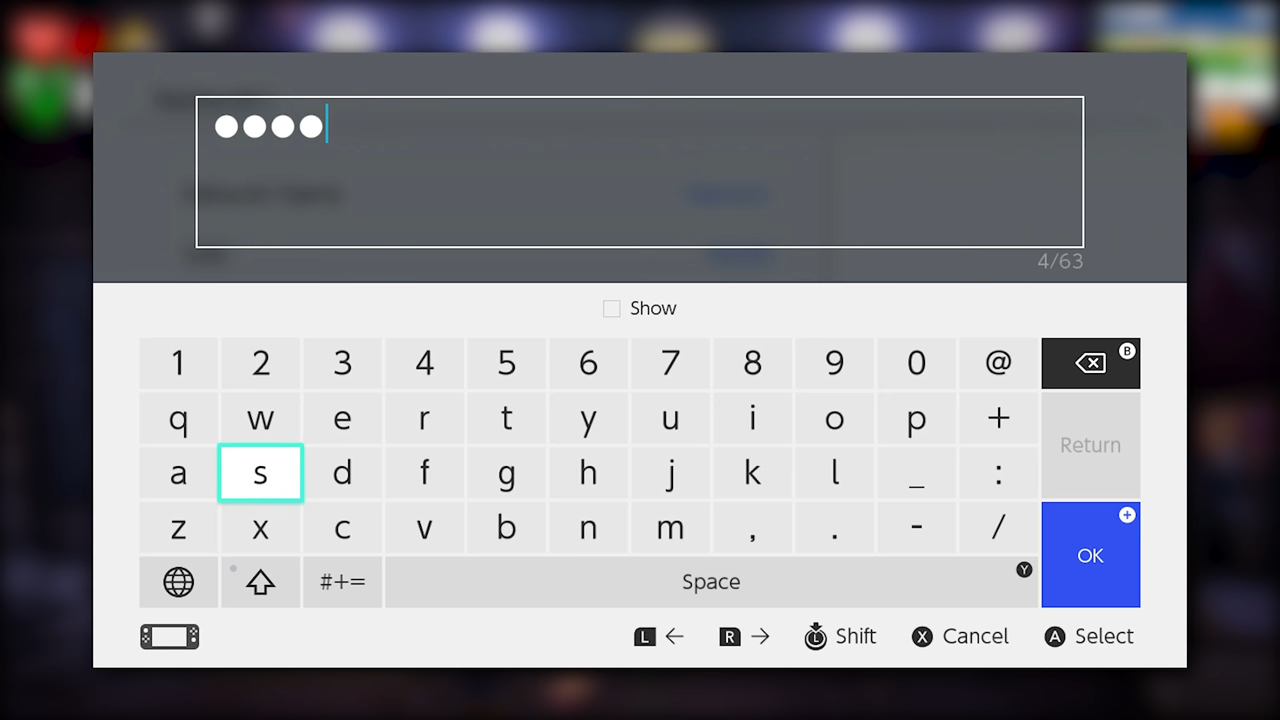 4/63
Show
1 2 3 4 5 6 7 8 9 0 @ B
q w e r t y u i o p +
a s d f g h j k l _ : Return
z x c v b n m , . - / + OK
#+= Space Y
L ← R → L Shift X Cancel A Select